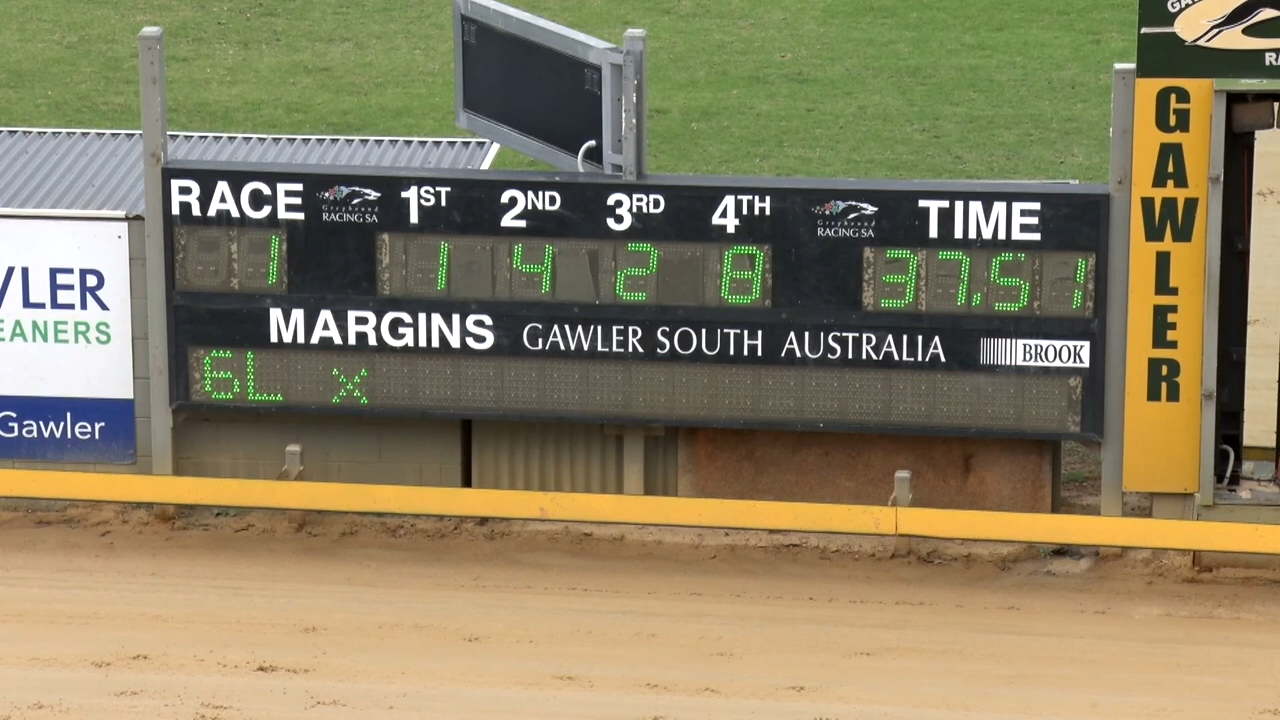 GAWLER
RACE
Greyhound
RACING SA
1ST
2ND
3RD
4TH
Greyhound
RACING SA
TIME
1
1
4
2
8
37.51
MARGINS
GAWLER SOUTH AUSTRALIA
BROOK
6L x
VLER
EANERS
Gawler